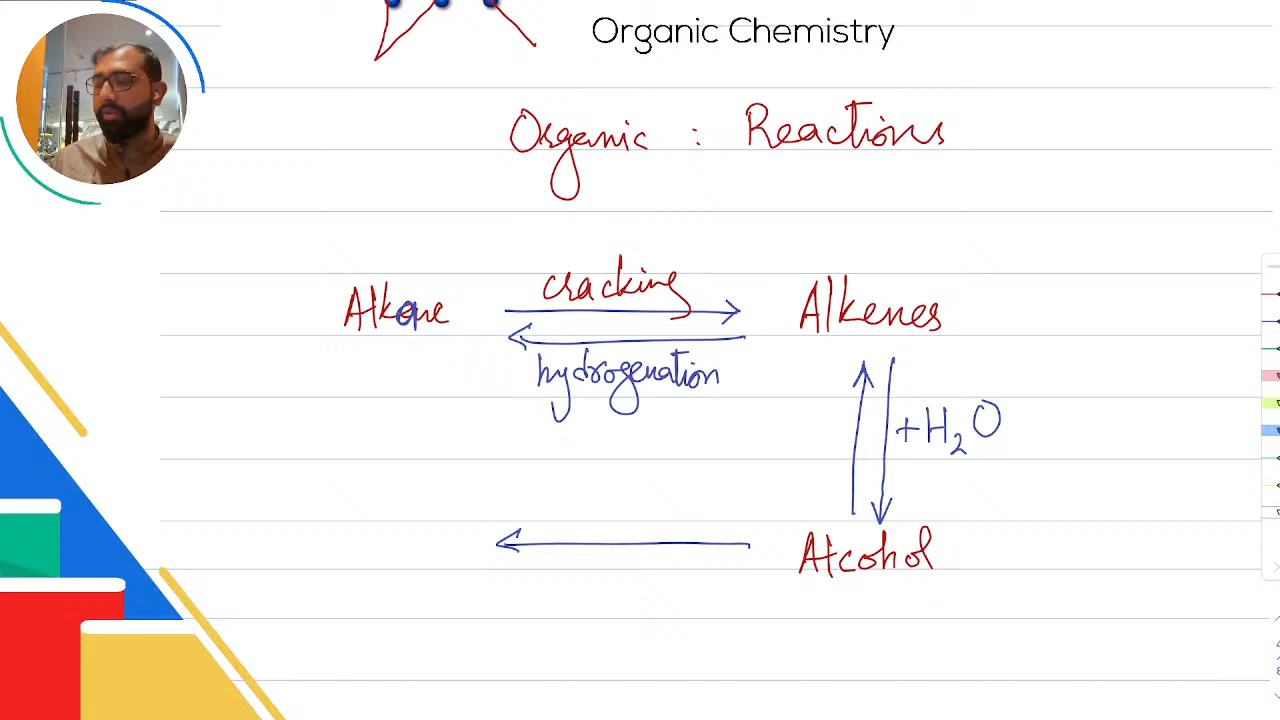 Organic Chemistry
Organic : Reactions
Alkane cracking Alkenes
hydrogenation
+H₂O
Alcohol